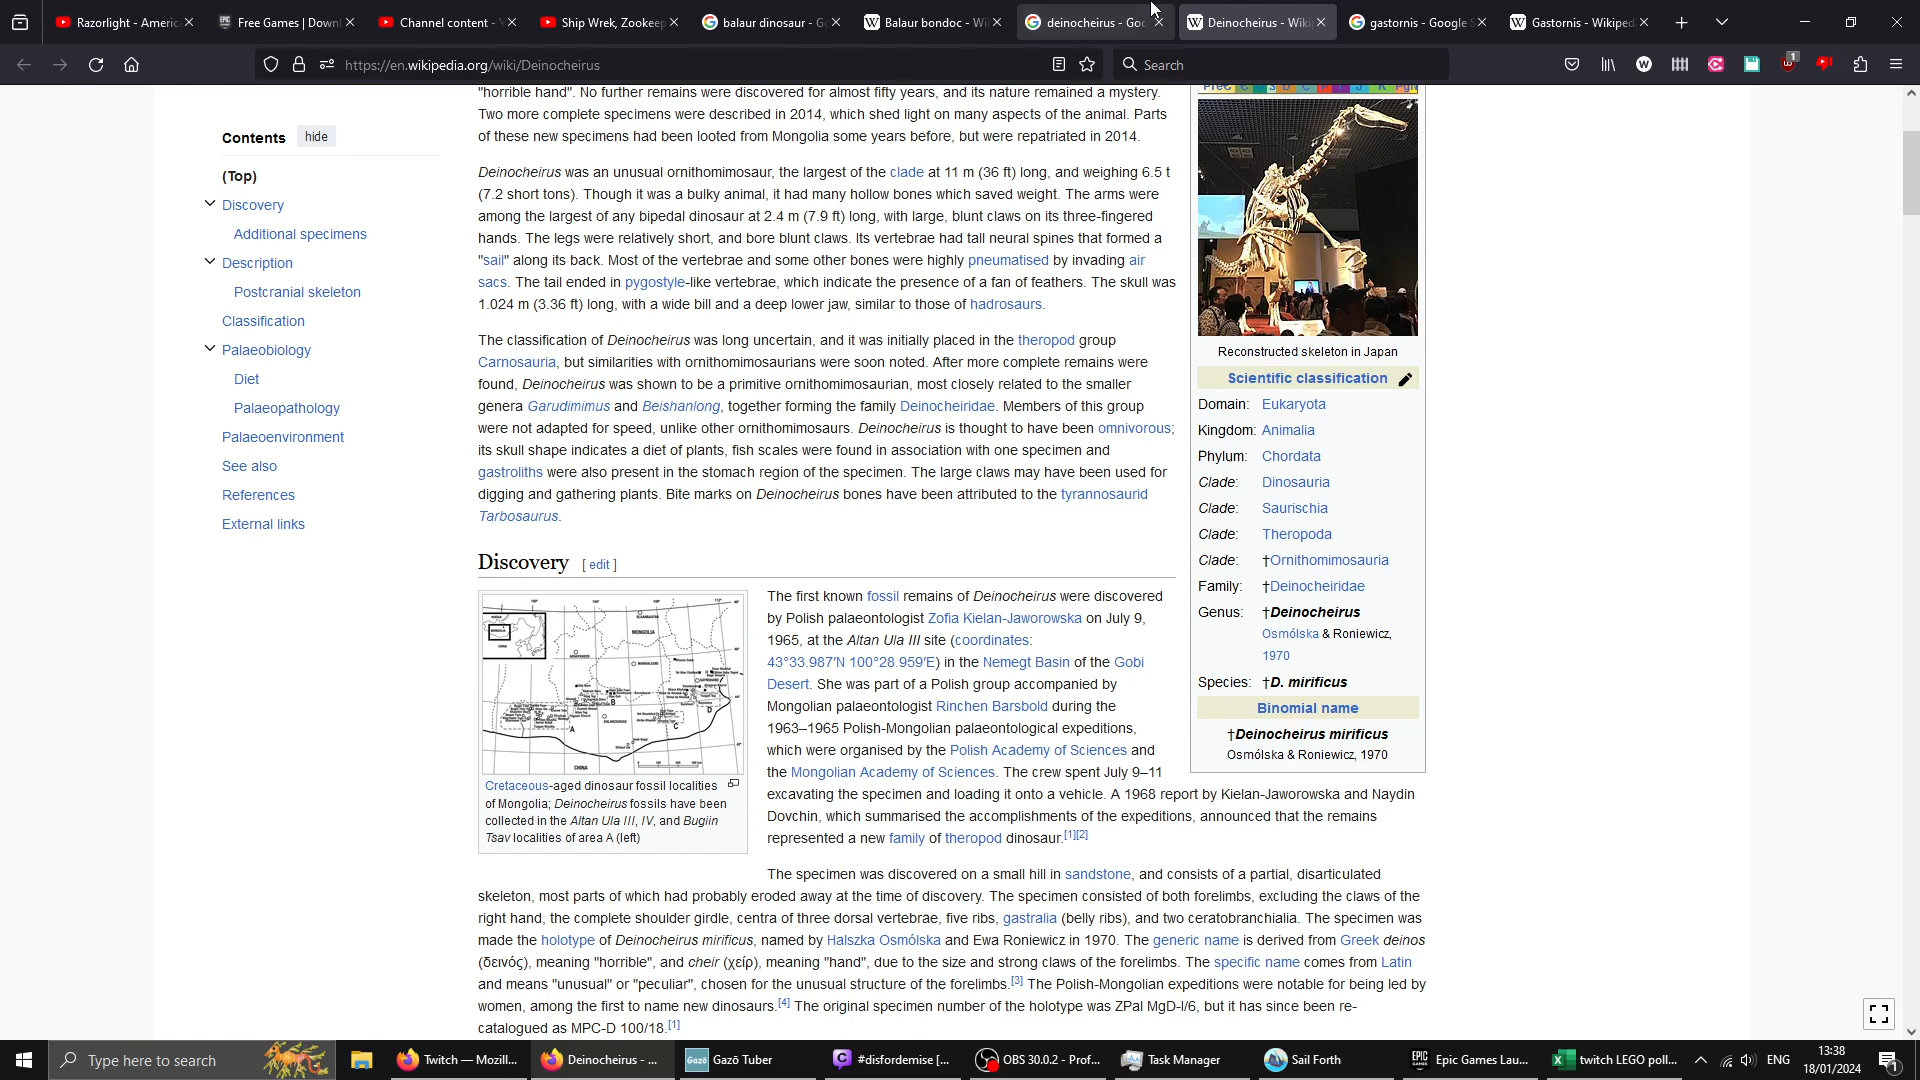 Razorlight - America
Free Games | Down
Channel content - Y
Ship Wrek, Zookeep
balaur dinosaur - Go
Balaur bondoc - Wi
deinocheirus - Goo
Deinocheirus - Wiki
gastornis - Google S
Gastornis - Wikiped
https://en.wikipedia.org/wiki/Deinocheirus
Search
1
Contents hide
(Top)
Discovery
Additional specimens
Description
Postcranial skeleton
Classification
Palaeobiology
Diet
Palaeopathology
Palaeoenvironment
See also
References
External links
"horrible hand". No further remains were discovered for almost fifty years, and its nature remained a mystery.
Two more complete specimens were described in 2014, which shed light on many aspects of the animal. Parts
of these new specimens had been looted from Mongolia some years before, but were repatriated in 2014.
Deinocheirus was an unusual ornithomimosaur, the largest of the clade at 11 m (36 ft) long, and weighing 6.5 t
(7.2 short tons). Though it was a bulky animal, it had many hollow bones which saved weight. The arms were
among the largest of any bipedal dinosaur at 2.4 m (7.9 ft) long, with large, blunt claws on its three-fingered
hands. The legs were relatively short, and bore blunt claws. Its vertebrae had tall neural spines that formed a
"sail" along its back. Most of the vertebrae and some other bones were highly pneumatised by invading air
sacs. The tail ended in pygostyle-like vertebrae, which indicate the presence of a fan of feathers. The skull was
1.024 m (3.36 ft) long, with a wide bill and a deep lower jaw, similar to those of hadrosaurs.
The classification of Deinocheirus was long uncertain, and it was initially placed in the theropod group
Carnosauria, but similarities with ornithomimosaurians were soon noted. After more complete remains were
found, Deinocheirus was shown to be a primitive ornithomimosaurian, most closely related to the smaller
genera Garudimimus and Beishanlong, together forming the family Deinocheiridae. Members of this group
were not adapted for speed, unlike other ornithomimosaurs. Deinocheirus is thought to have been omnivorous;
its skull shape indicates a diet of plants, fish scales were found in association with one specimen and
gastroliths were also present in the stomach region of the specimen. The large claws may have been used for
digging and gathering plants. Bite marks on Deinocheirus bones have been attributed to the tyrannosaurid
Tarbosaurus.
Discovery [ edit ]
MONGOLIA
A
B
C
D
CHINA
Cretaceous-aged dinosaur fossil localities
of Mongolia; Deinocheirus fossils have been
collected in the Altan Ula III, IV, and Bugiin
Tsav localities of area A (left)
The first known fossil remains of Deinocheirus were discovered
by Polish palaeontologist Zofia Kielan-Jaworowska on July 9,
1965, at the Altan Ula III site (coordinates:
43°33.987′N 100°28.959′E) in the Nemegt Basin of the Gobi
Desert. She was part of a Polish group accompanied by
Mongolian palaeontologist Rinchen Barsbold during the
1963–1965 Polish-Mongolian palaeontological expeditions,
which were organised by the Polish Academy of Sciences and
the Mongolian Academy of Sciences. The crew spent July 9–11
excavating the specimen and loading it onto a vehicle. A 1968 report by Kielan-Jaworowska and Naydin
Dovchin, which summarised the accomplishments of the expeditions, announced that the remains
represented a new family of theropod dinosaur.[1][2]
The specimen was discovered on a small hill in sandstone, and consists of a partial, disarticulated
skeleton, most parts of which had probably eroded away at the time of discovery. The specimen consisted of both forelimbs, excluding the claws of the
right hand, the complete shoulder girdle, centra of three dorsal vertebrae, five ribs, gastralia (belly ribs), and two ceratobranchialia. The specimen was
made the holotype of Deinocheirus mirificus, named by Halszka Osmólska and Ewa Roniewicz in 1970. The generic name is derived from Greek deinos
(δεινός), meaning "horrible", and cheir (χείρ), meaning "hand", due to the size and strong claws of the forelimbs. The specific name comes from Latin
and means "unusual" or "peculiar", chosen for the unusual structure of the forelimbs.[3] The Polish-Mongolian expeditions were notable for being led by
women, among the first to name new dinosaurs.[4] The original specimen number of the holotype was ZPal MgD-I/6, but it has since been re-
catalogued as MPC-D 100/18.[1]
PreЄ Є O S D C P T J K Pg N
Reconstructed skeleton in Japan
Scientific classification
Domain: Eukaryota
Kingdom: Animalia
Phylum: Chordata
Clade: Dinosauria
Clade: Saurischia
Clade: Theropoda
Clade: †Ornithomimosauria
Family: †Deinocheiridae
Genus: †Deinocheirus
Osmólska & Roniewicz,
1970
Species: †D. mirificus
Binomial name
†Deinocheirus mirificus
Osmólska & Roniewicz, 1970
Type here to search
Twitch — Mozill...
Deinocheirus - ...
Gazō
Gazō Tuber
#disfordemise [...
OBS 30.0.2 - Prof...
Task Manager
Sail Forth
Epic Games Lau...
twitch LEGO poll...
ENG
13:38
18/01/2024
1